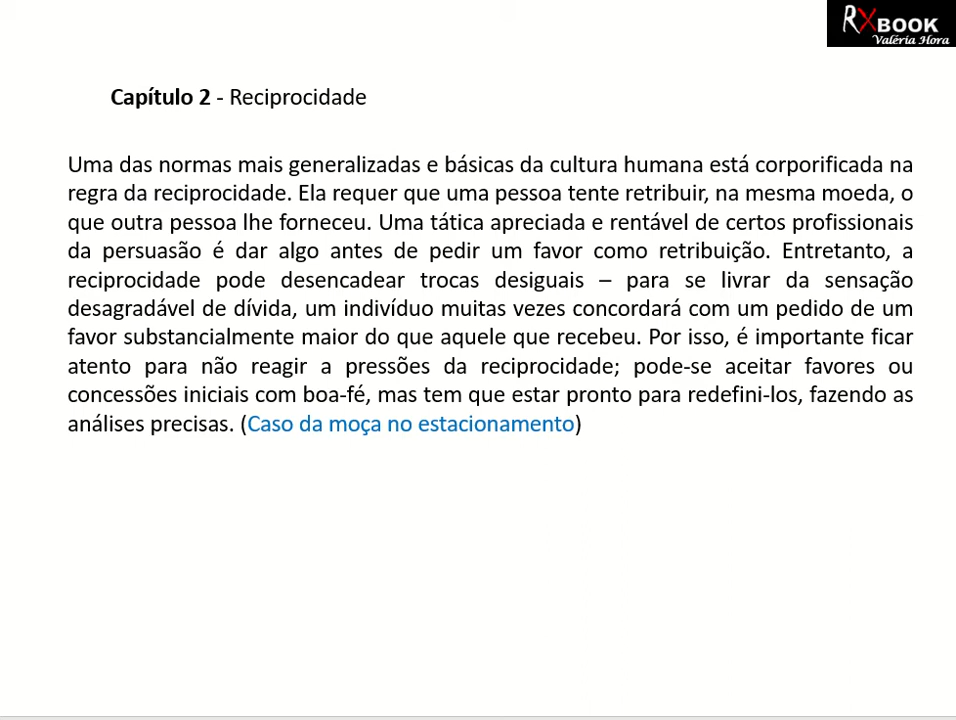 RXBOOK
Valéria Hora
Capítulo 2 - Reciprocidade
Uma das normas mais generalizadas e básicas da cultura humana está corporificada na
regra da reciprocidade. Ela requer que uma pessoa tente retribuir, na mesma moeda, o
que outra pessoa lhe forneceu. Uma tática apreciada e rentável de certos profissionais
da persuasão é dar algo antes de pedir um favor como retribuição. Entretanto, a
reciprocidade pode desencadear trocas desiguais – para se livrar da sensação
desagradável de dívida, um indivíduo muitas vezes concordará com um pedido de um
favor substancialmente maior do que aquele que recebeu. Por isso, é importante ficar
atento para não reagir a pressões da reciprocidade; pode-se aceitar favores ou
concessões iniciais com boa-fé, mas tem que estar pronto para redefini-los, fazendo as
análises precisas. (Caso da moça no estacionamento)